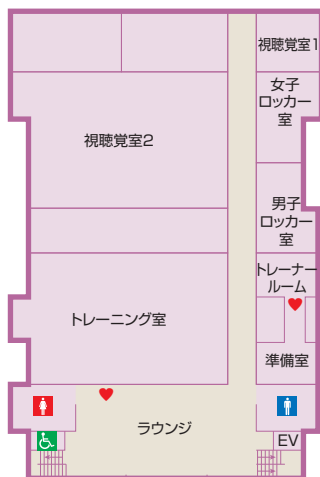 視聴覚室1
女子
ロッカー
室
視聴覚室2
男子
ロッカー
室
トレーナー
ルーム
トレーニング室
準備室
ラウンジ
EV